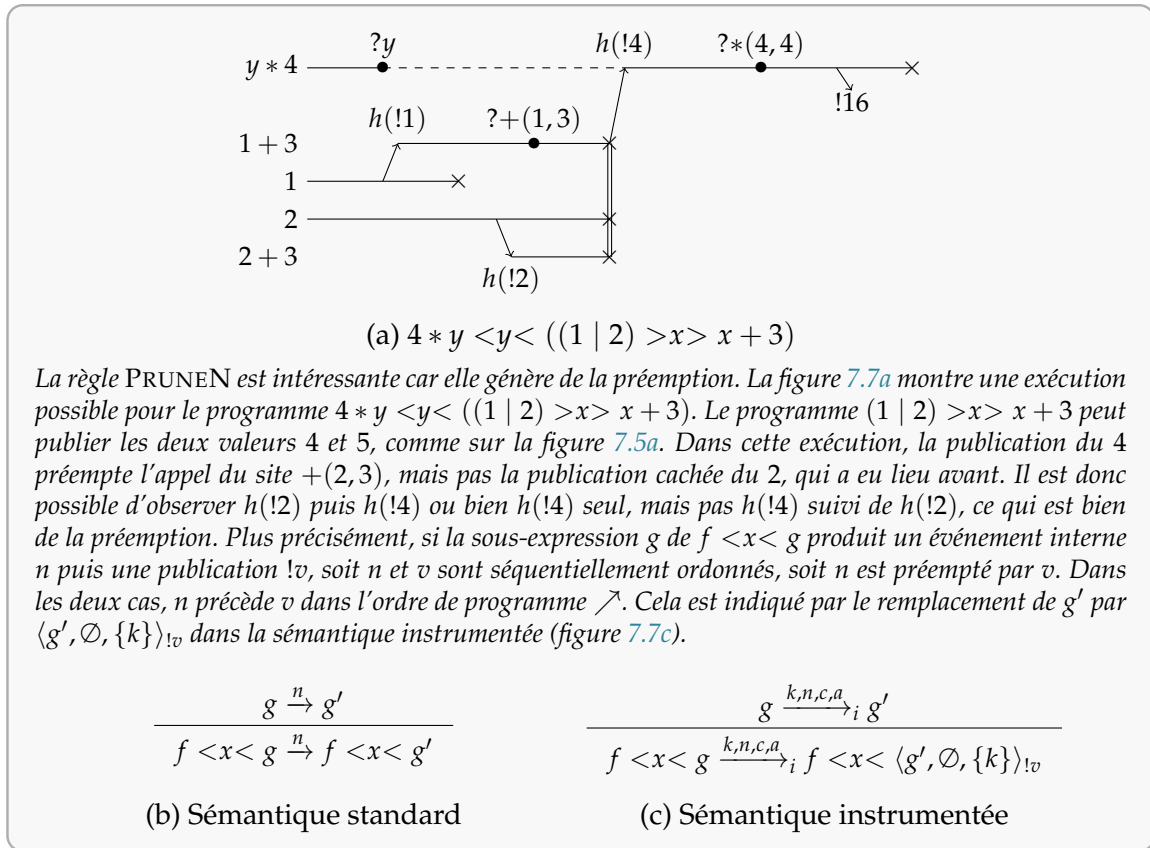 ?y h(!4) ?∗(4, 4)
y ∗ 4
!16
h(!1) ?+(1, 3)
1 + 3
1
2
2 + 3
h(!2)
(a) 4 ∗ y <y< ((1 | 2) >x> x + 3)
La règle PRUNEN est intéressante car elle génère de la préemption. La figure 7.7a montre une exécution
possible pour le programme 4 ∗ y <y< ((1 | 2) >x> x + 3). Le programme (1 | 2) >x> x + 3 peut
publier les deux valeurs 4 et 5, comme sur la figure 7.5a. Dans cette exécution, la publication du 4
préempte l'appel du site +(2, 3), mais pas la publication cachée du 2, qui a eu lieu avant. Il est donc
possible d'observer h(!2) puis h(!4) ou bien h(!4) seul, mais pas h(!4) suivi de h(!2), ce qui est bien
de la préemption. Plus précisément, si la sous-expression g de f <x< g produit un événement interne
n puis une publication !v, soit n et v sont séquentiellement ordonnés, soit n est préempté par v. Dans
les deux cas, n précède v dans l'ordre de programme ↗. Cela est indiqué par le remplacement de g′ par
⟨g′, ∅, {k}⟩!v dans la sémantique instrumentée (figure 7.7c).
g n→ g′
f <x< g n→ f <x< g′
(b) Sémantique standard
g k,n,c,a→i g′
f <x< g k,n,c,a→i f <x< ⟨g′, ∅, {k}⟩!v
(c) Sémantique instrumentée